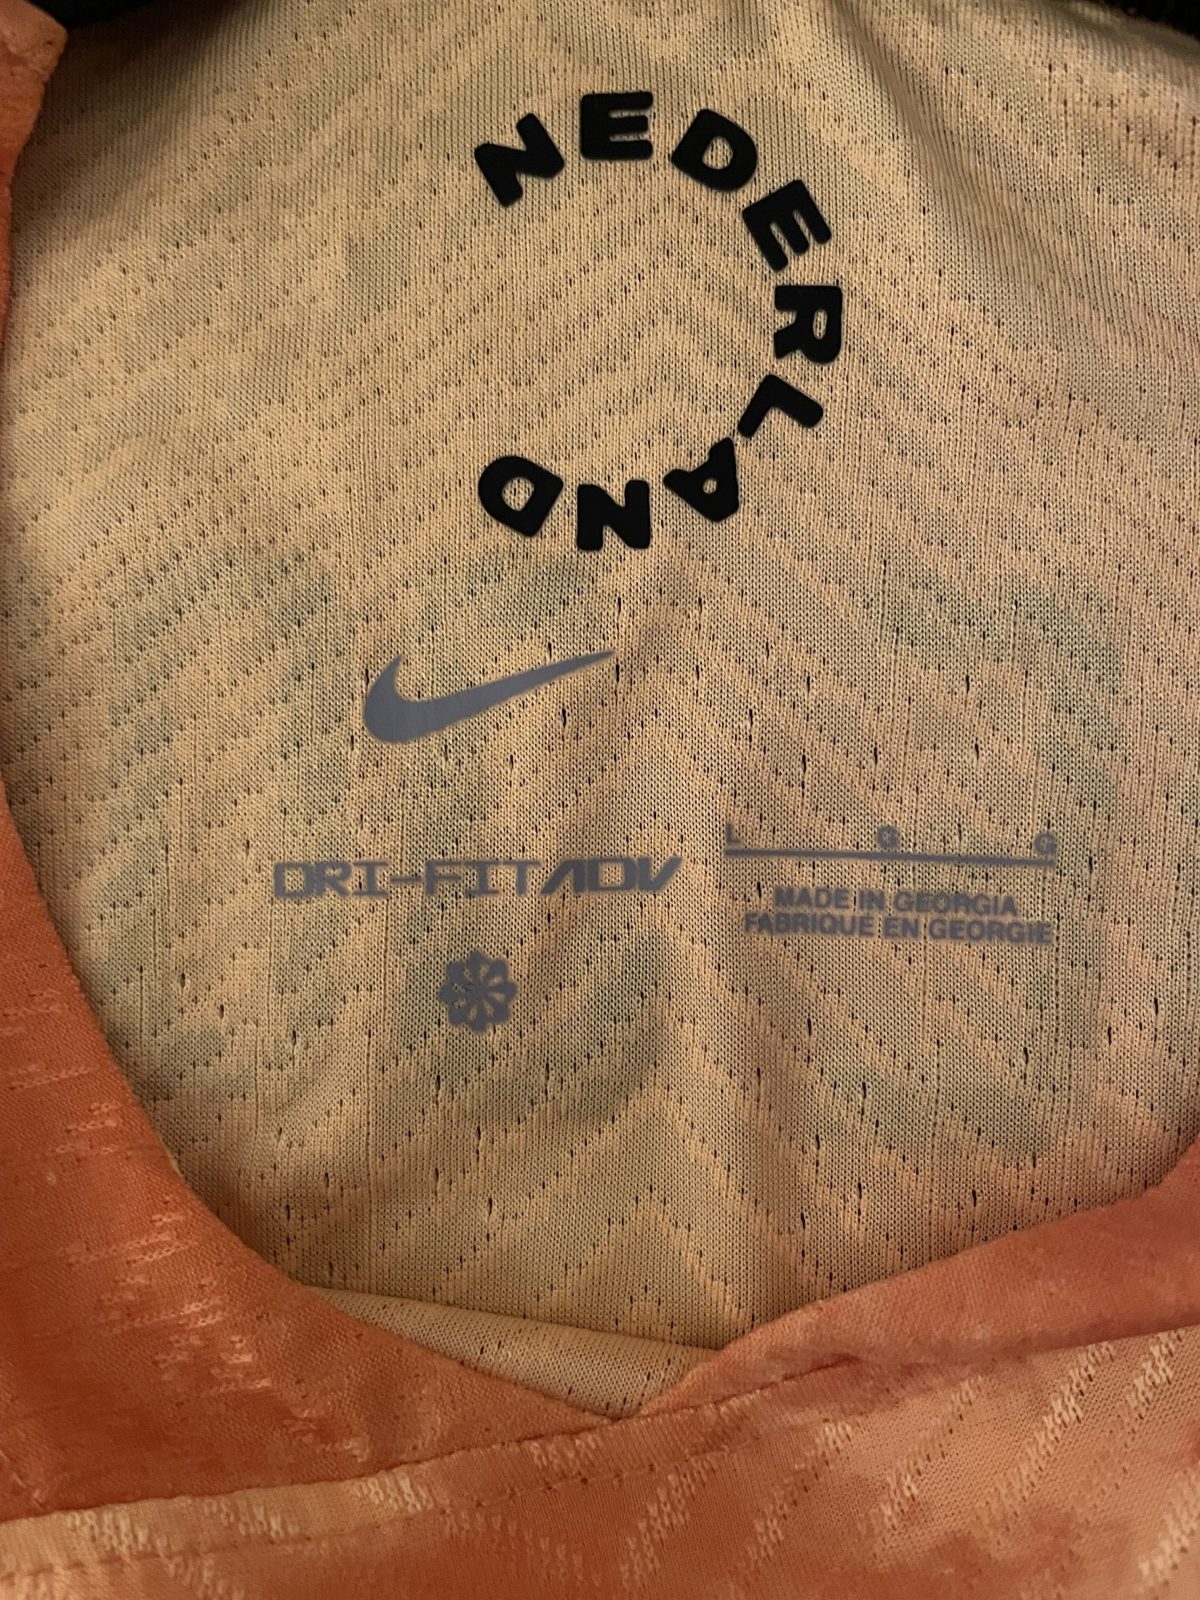 NEDERLAND
DRI-FIT ADV
L G G
MADE IN GEORGIA
FABRIQUE EN GEORGIE